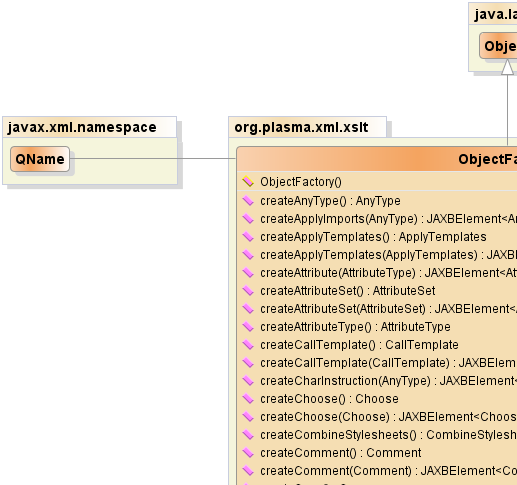 java.la
Obje
javax.xml.namespace
QName
org.plasma.xml.xslt
ObjectFa
ObjectFactory()
createAnyType() : AnyType
createApplyImports(AnyType) : JAXBElement<An
createApplyTemplates() : ApplyTemplates
createApplyTemplates(ApplyTemplates) : JAXBE
createAttribute(AttributeType) : JAXBElement<Att
createAttributeSet() : AttributeSet
createAttributeSet(AttributeSet) : JAXBElement<A
createAttributeType() : AttributeType
createCallTemplate() : CallTemplate
createCallTemplate(CallTemplate) : JAXBElem
createCharInstruction(AnyType) : JAXBElement<
createChoose() : Choose
createChoose(Choose) : JAXBElement<Choos
createCombineStylesheets() : CombineStylesh
createComment() : Comment
createComment(Comment) : JAXBElement<Co